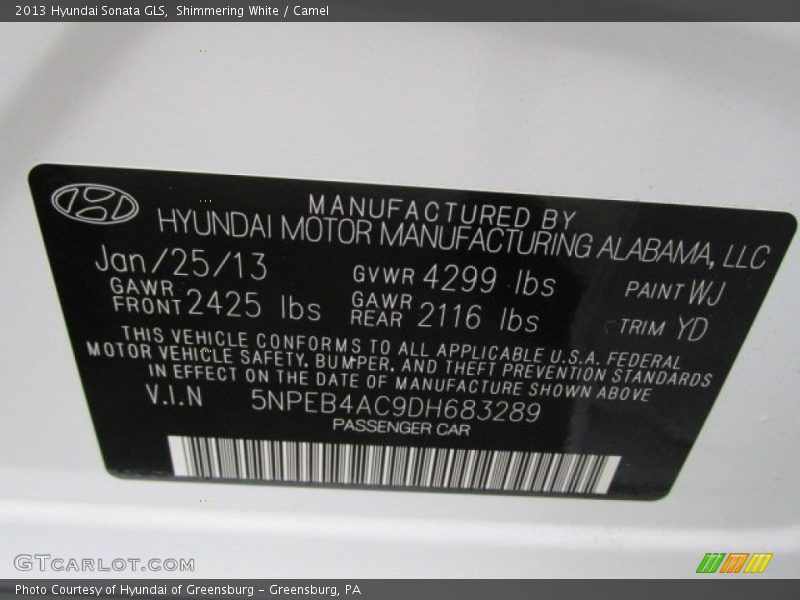 2013 Hyundai Sonata GLS, Shimmering White / Camel
MANUFACTURED BY
HYUNDAI MOTOR MANUFACTURING ALABAMA, LLC
Jan/25/13 GVWR 4299 lbs PAINT WJ
GAWR FRONT 2425 lbs GAWR REAR 2116 lbs TRIM YD
THIS VEHICLE CONFORMS TO ALL APPLICABLE U.S.A. FEDERAL
MOTOR VEHICLE SAFETY, BUMPER, AND THEFT PREVENTION STANDARDS
IN EFFECT ON THE DATE OF MANUFACTURE SHOWN ABOVE
V.I.N 5NPEB4AC9DH683289
PASSENGER CAR
GTCARLOT.COM
Photo Courtesy of Hyundai of Greensburg - Greensburg, PA